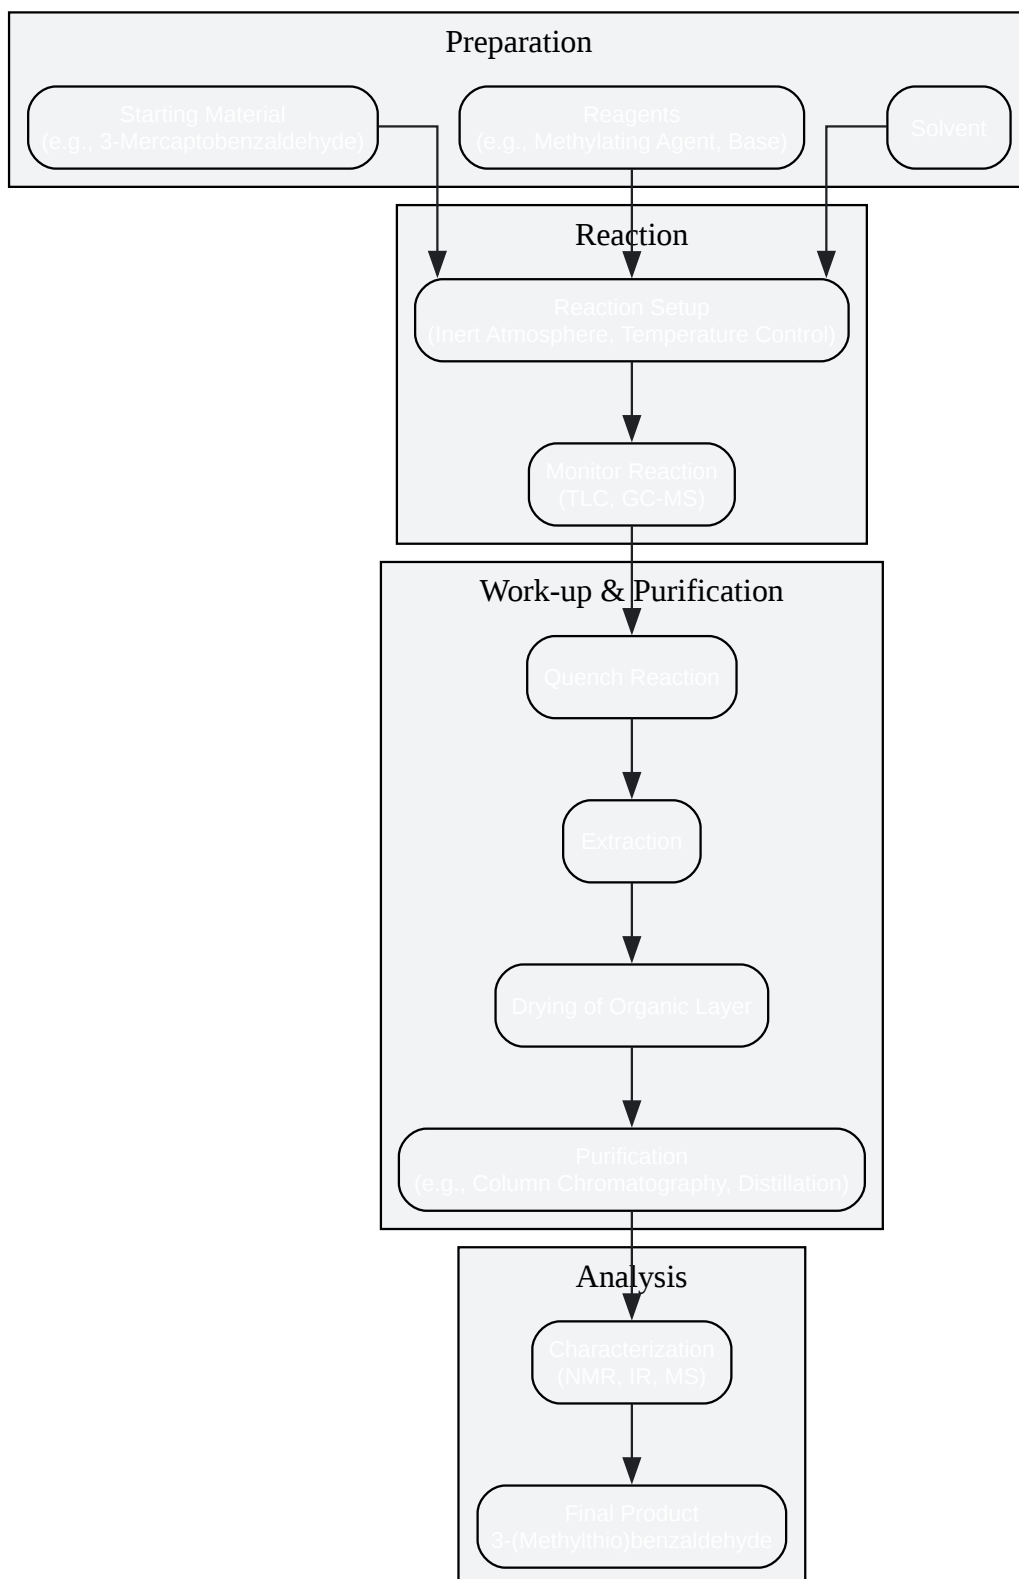 Preparation
Starting Material
(e.g., 3-Mercaptobenzaldehyde)
Reagents
(e.g., Methylating Agent, Base)
Solvent
Reaction
Reaction Setup
(Inert Atmosphere, Temperature Control)
Monitor Reaction
(TLC, GC-MS)
Work-up & Purification
Quench Reaction
Extraction
Drying of Organic Layer
Purification
(e.g., Column Chromatography, Distillation)
Analysis
Characterization
(NMR, IR, MS)
Final Product
3-(Methylthio)benzaldehyde